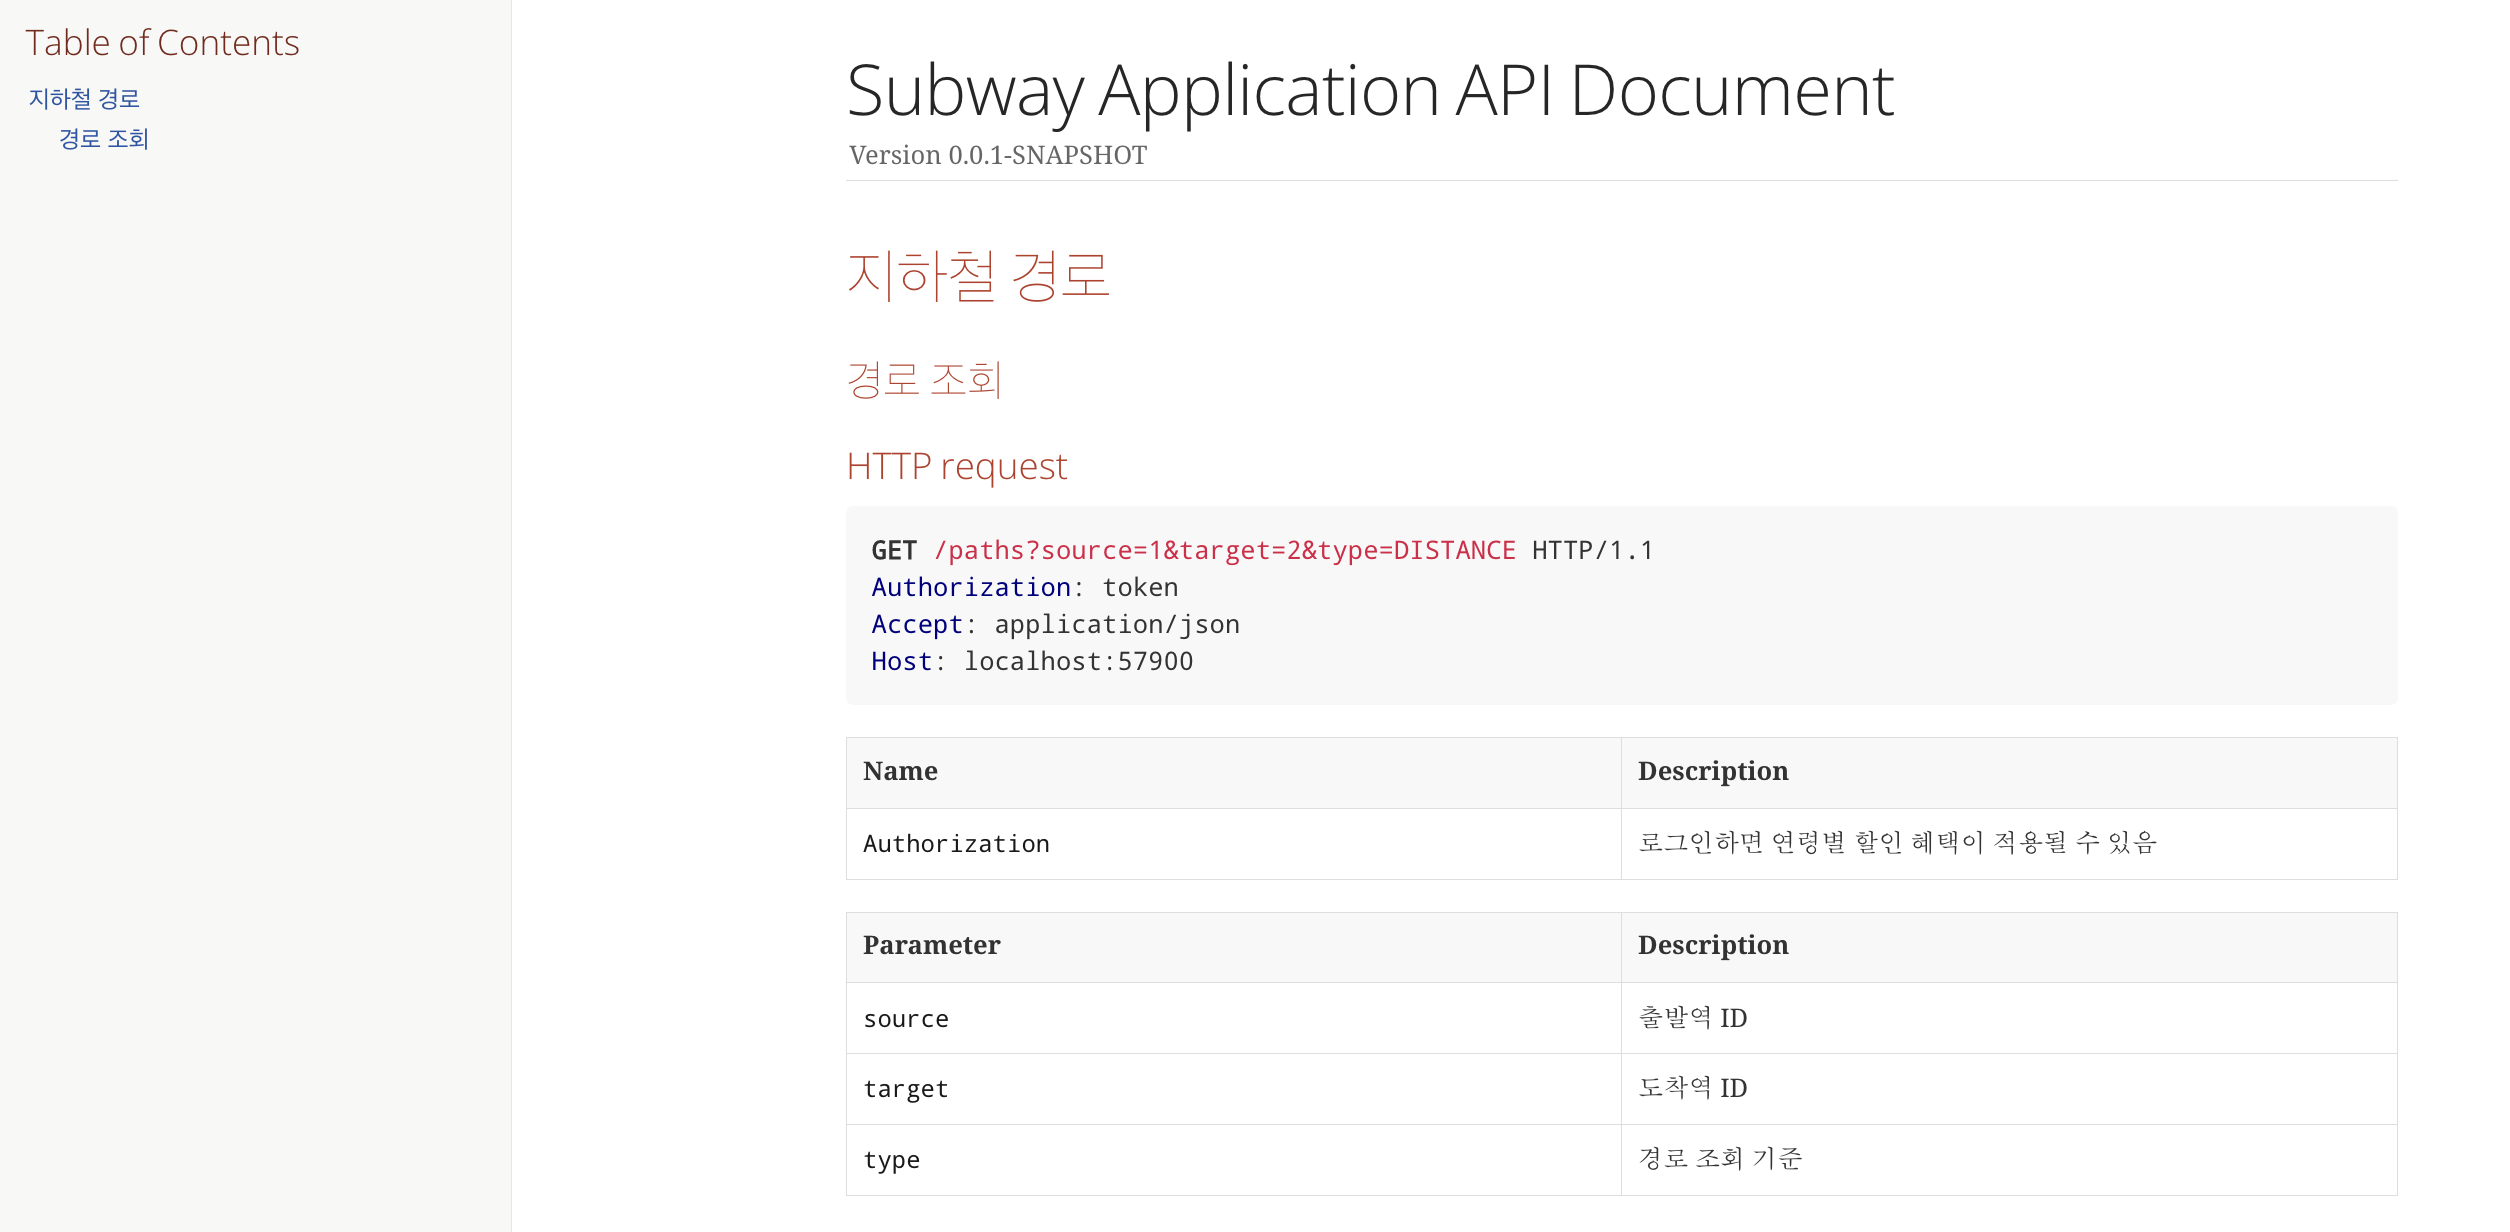 Table of Contents
지하철 경로
경로 조회
Subway Application API Document
Version 0.0.1-SNAPSHOT
지하철 경로
경로 조회
HTTP request
GET /paths?source=1&target=2&type=DISTANCE HTTP/1.1
Authorization: token
Accept: application/json
Host: localhost:57900
Name Description
Authorization 로그인하면 연령별 할인 혜택이 적용될 수 있음
Parameter Description
source 출발역 ID
target 도착역 ID
type 경로 조회 기준